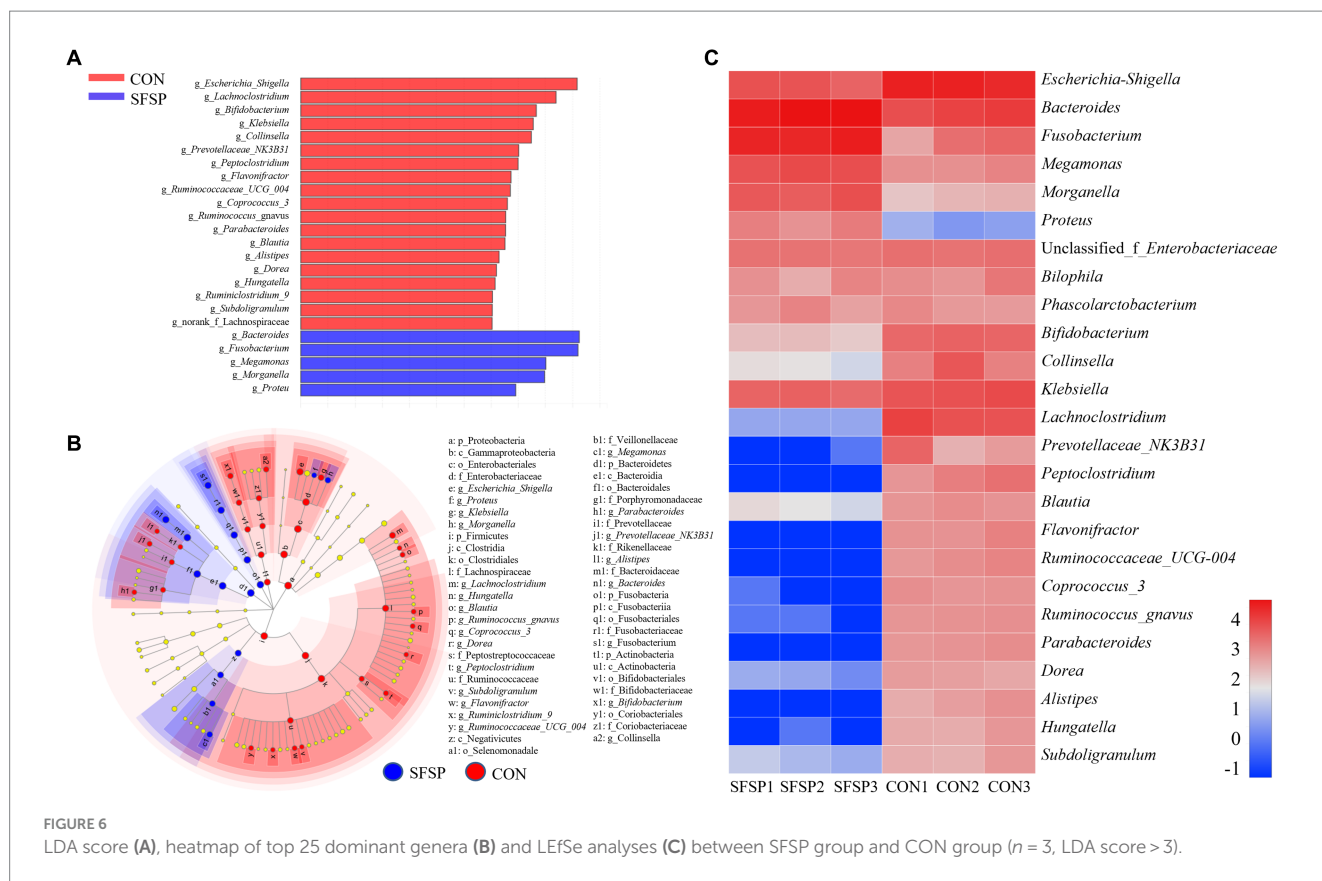 A
CON
SFSP
g_Escherichia_Shigella
g_Lachnoclostridium
g_Bifidobacterium
g_Klebsiella
g_Collinsella
g_Prevotellaceae_NK3B31
g_Peptoclostridium
g_Flavonifractor
g_Ruminococcaceae_UCG_004
g_Coprococcus_3
g_Ruminococcus_gnavus
g_Parabacteroides
g_Blautia
g_Alistipes
g_Dorea
g_Hungatella
g_Ruminiclostridium_9
g_Subdoligranulum
g_norank_f_Lachnospiraceae
g_Bacteroides
g_Fusobacterium
g_Megamonas
g_Morganella
g_Proteu
B
a: p_Proteobacteria
b: c_Gammaproteobacteria
c: o_Enterobacteriales
d: f_Enterobacteriaceae
e: g_Escherichia_Shigella
f: g_Proteus
g: g_Klebsiella
h: g_Morganella
i: p_Firmicutes
j: c_Clostridia
k: o_Clostridiales
l: f_Lachnospiraceae
m: g_Lachnoclostridium
n: g_Hungatella
o: g_Blautia
p: g_Ruminococcus_gnavus
q: g_Coprococcus_3
r: g_Dorea
s: f_Peptostreptococcaceae
t: g_Peptoclostridium
u: f_Ruminococcaceae
v: g_Subdoligranulum
w: g_Flavonifractor
x: g_Ruminiclostridium_9
y: g_Ruminococcaceae_UCG_004
z: c_Negativicutes
a1: o_Selenomonadale
b1: f_Veillonellaceae
c1: g_Megamonas
d1: p_Bacteroidetes
e1: c_Bacteroidia
f1: o_Bacteroidales
g1: f_Porphyromonadaceae
h1: g_Parabacteroides
i1: f_Prevotellaceae
j1: g_Prevotellaceae_NK3B31
k1: f_Rikenellaceae
l1: g_Alistipes
m1: f_Bacteroidaceae
n1: g_Bacteroides
o1: p_Fusobacteria
p1: c_Fusobacteriia
q1: o_Fusobacteriales
r1: f_Fusobacteriaceae
s1: g_Fusobacterium
t1: p_Actinobacteria
u1: c_Actinobacteria
v1: o_Bifidobacteriales
w1: f_Bifidobacteriaceae
x1: g_Bifidobacterium
y1: o_Coriobacteriales
z1: f_Coriobacteriaceae
a2: g_Collinsella
SFSP
CON
C
Escherichia-Shigella
Bacteroides
Fusobacterium
Megamonas
Morganella
Proteus
Unclassified_f_Enterobacteriaceae
Bilophila
Phascolarctobacterium
Bifidobacterium
Collinsella
Klebsiella
Lachnoclostridium
Prevotellaceae_NK3B31
Peptoclostridium
Blautia
Flavonifractor
Ruminococcaceae_UCG-004
Coprococcus_3
Ruminococcus_gnavus
Parabacteroides
Dorea
Alistipes
Hungatella
Subdoligranulum
SFSP1 SFSP2 SFSP3 CON1 CON2 CON3
4
3
2
1
0
-1
FIGURE 6
LDA score (A), heatmap of top 25 dominant genera (B) and LEfSe analyses (C) between SFSP group and CON group (n = 3, LDA score > 3).